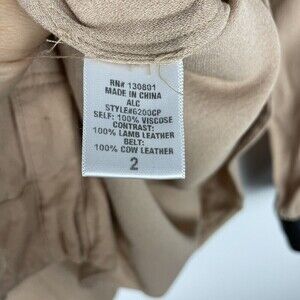 RN# 130801
MADE IN CHINA
ALC
STYLE#6200CP
SELF: 100% VISCOSE
CONTRAST:
100% LAMB LEATHER
BELT:
100% COW LEATHER
2